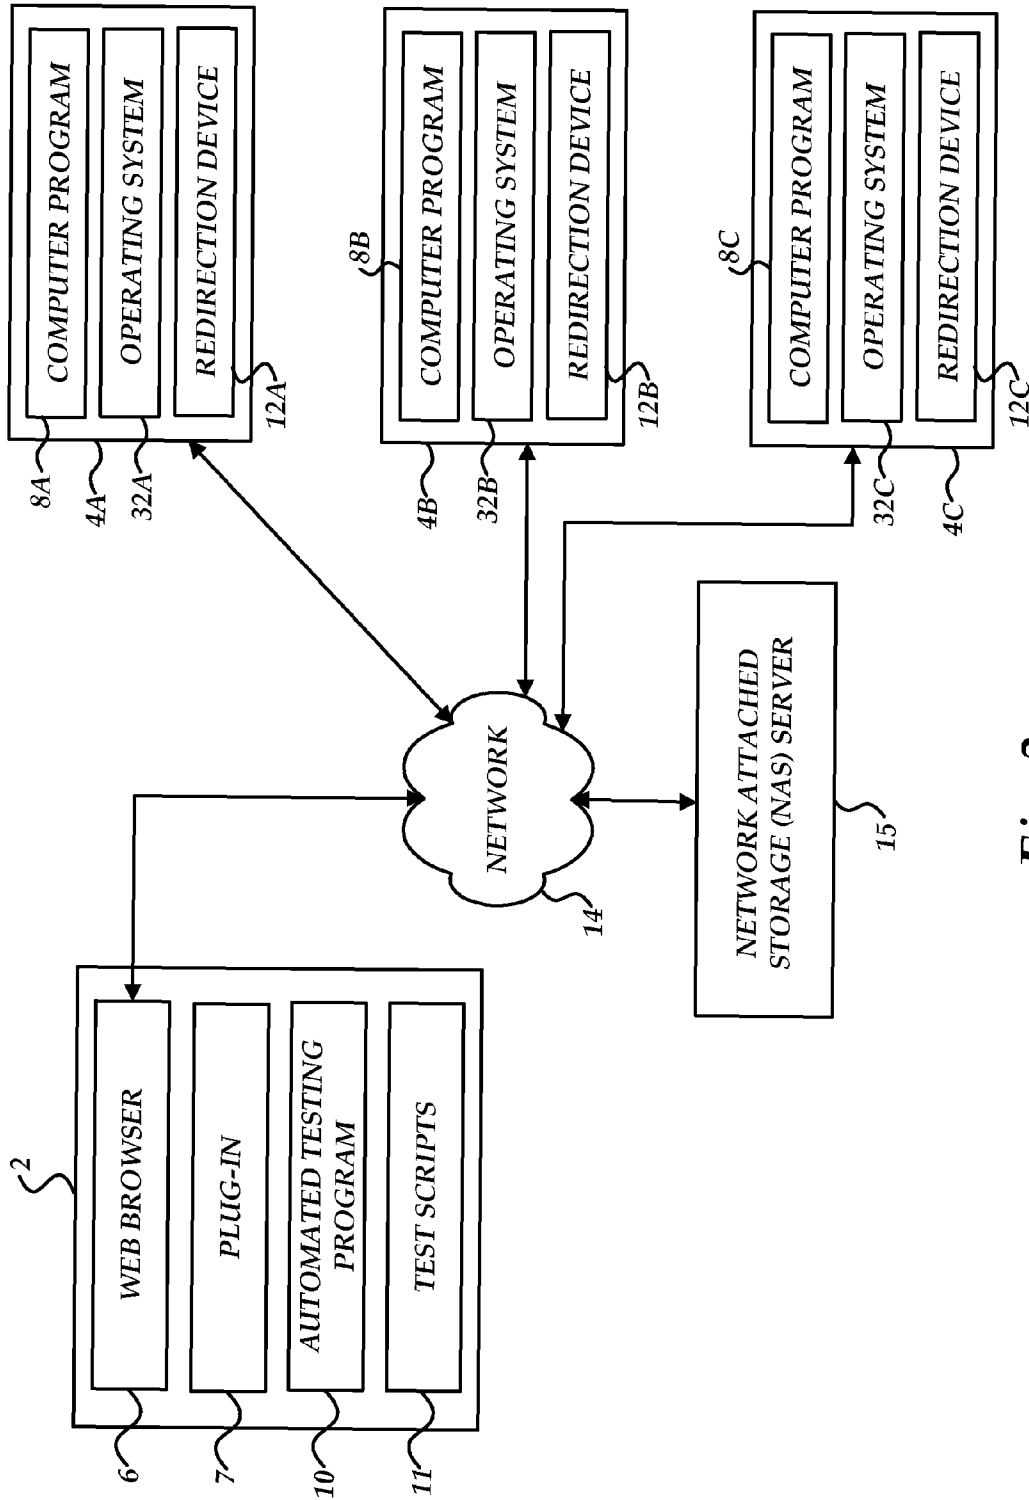 2
WEB BROWSER
PLUG-IN
AUTOMATED TESTING
PROGRAM
TEST SCRIPTS
6
7
10
11
NETWORK
14
NETWORK ATTACHED
STORAGE (NAS) SERVER
15
COMPUTER PROGRAM
OPERATING SYSTEM
REDIRECTION DEVICE
8A
4A
32A
12A
8B
COMPUTER PROGRAM
OPERATING SYSTEM
REDIRECTION DEVICE
4B
32B
12B
8C
COMPUTER PROGRAM
OPERATING SYSTEM
REDIRECTION DEVICE
32C
4C
12C